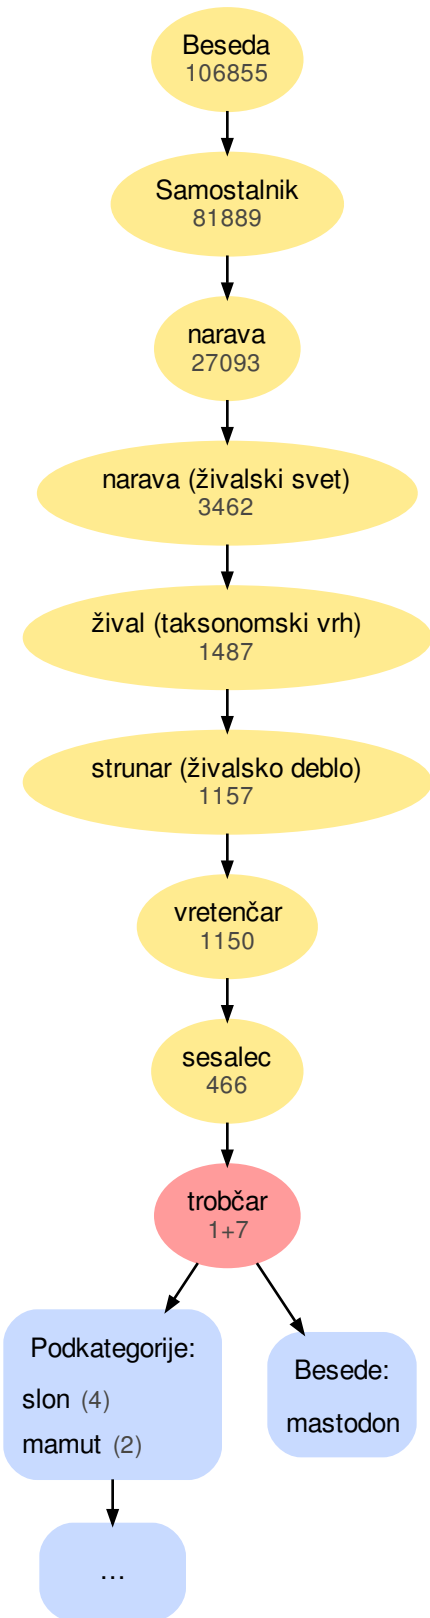 Beseda
106855
Samostalnik
81889
narava
27093
narava (živalski svet)
3462
žival (taksonomski vrh)
1487
strunar (živalsko deblo)
1157
vretenčar
1150
sesalec
466
trobčar
1+7
Podkategorije:
slon (4)
mamut (2)
Besede:
mastodon
...